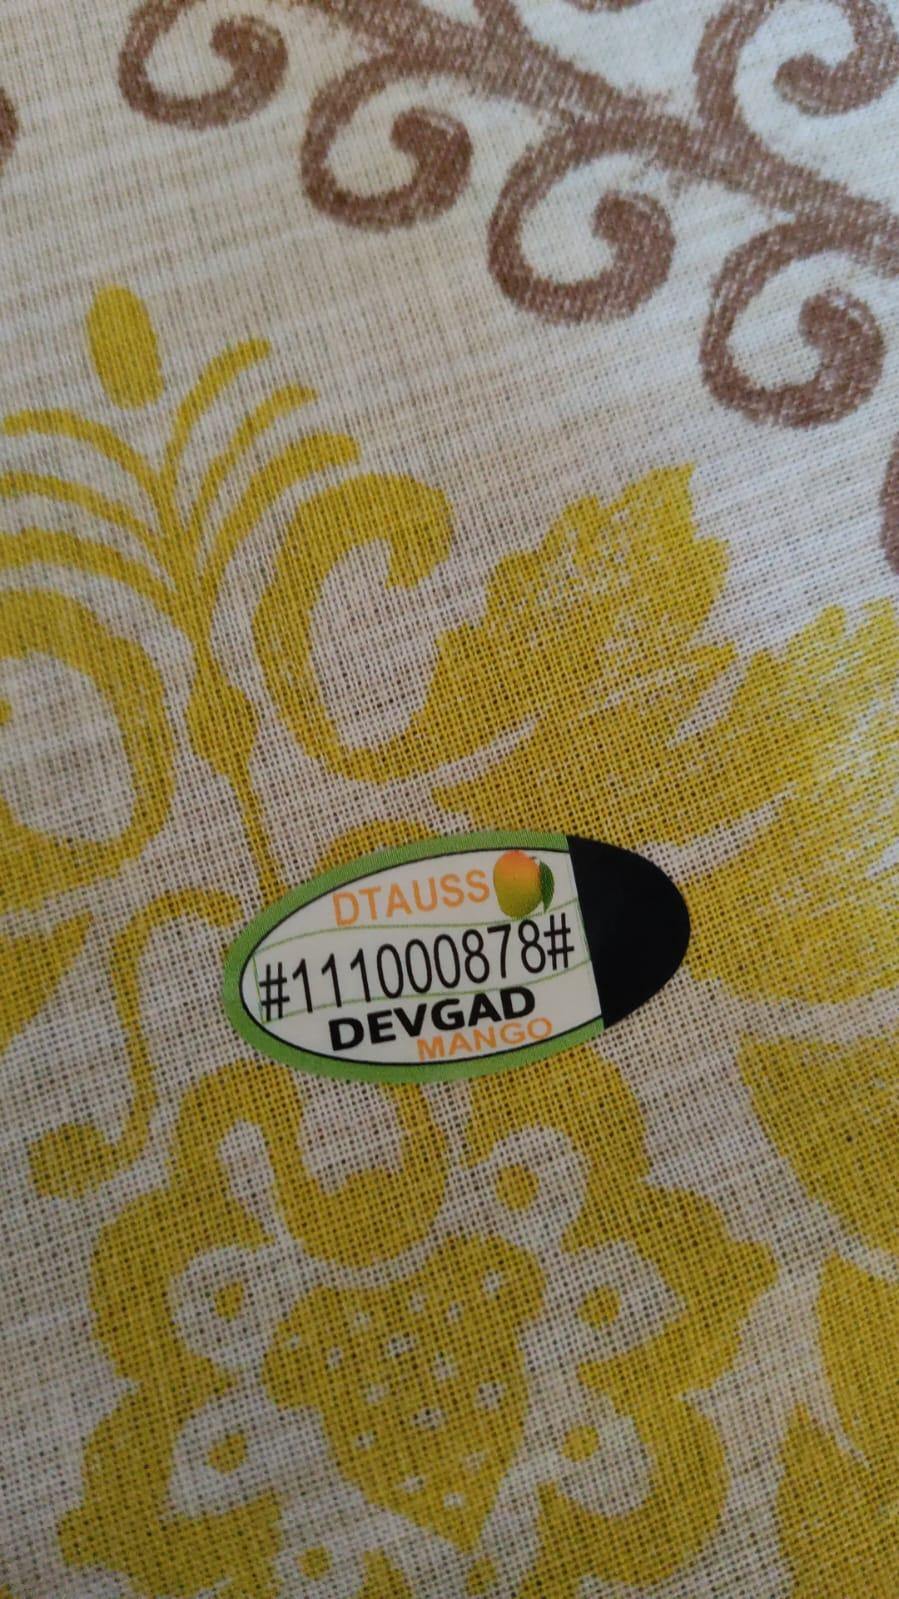 DTAUSS
#111000878#
DEVGAD
MANGO